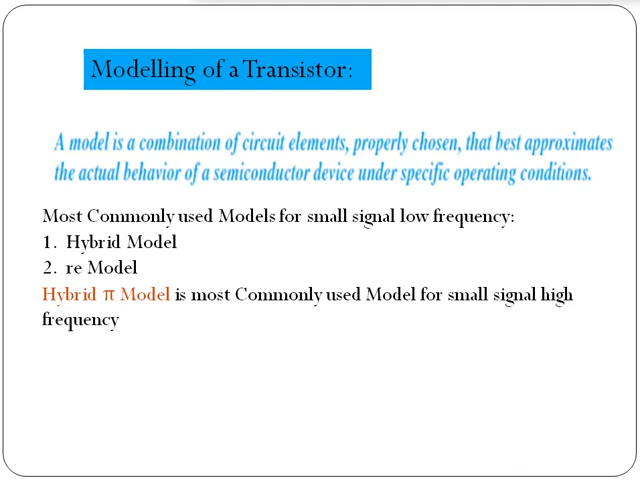 Modelling of a Transistor:
A model is a combination of circuit elements, properly chosen, that best approximates
the actual behavior of a semiconductor device under specific operating conditions.
Most Commonly used Models for small signal low frequency:
1. Hybrid Model
2. re Model
Hybrid π Model is most Commonly used Model for small signal high
frequency